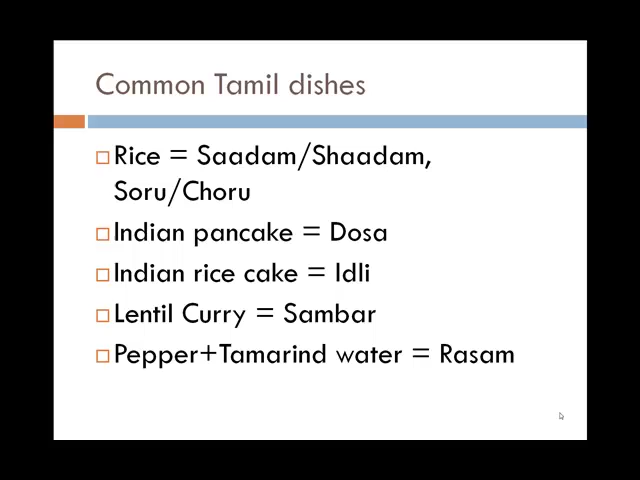 Common Tamil dishes
Rice = Saadam/Shaadam,
Soru/Choru
Indian pancake = Dosa
Indian rice cake = Idli
Lentil Curry = Sambar
Pepper+Tamarind water = Rasam